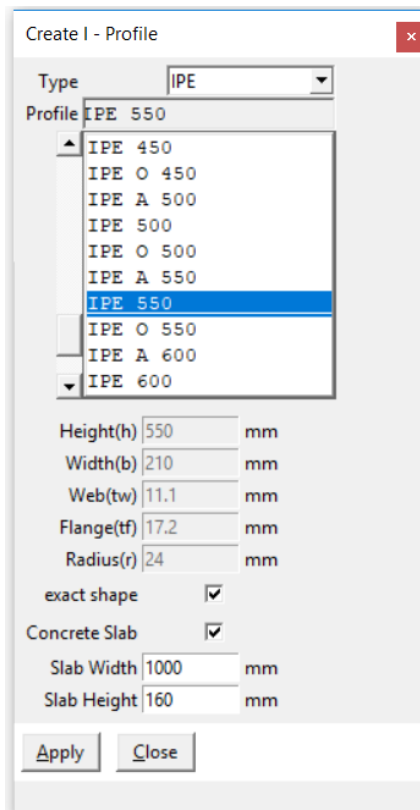 Create I - Profile
Type IPE
Profile IPE 550
IPE 450
IPE O 450
IPE A 500
IPE 500
IPE O 500
IPE A 550
IPE 550
IPE O 550
IPE A 600
IPE 600
Height(h) 550 mm
Width(b) 210 mm
Web(tw) 11.1 mm
Flange(tf) 17.2 mm
Radius(r) 24 mm
exact shape
Concrete Slab
Slab Width 1000 mm
Slab Height 160 mm
Apply Close